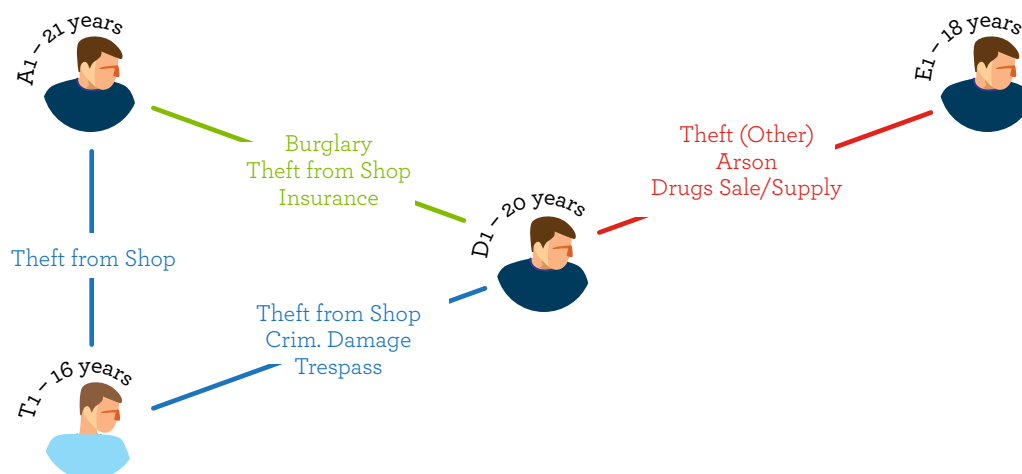 A1 – 21 years
E1 – 18 years
Burglary
Theft from Shop
Insurance
Theft (Other)
Arson
Drugs Sale/Supply
D1 – 20 years
Theft from Shop
Theft from Shop
Crim. Damage
Trespass
T1 – 16 years